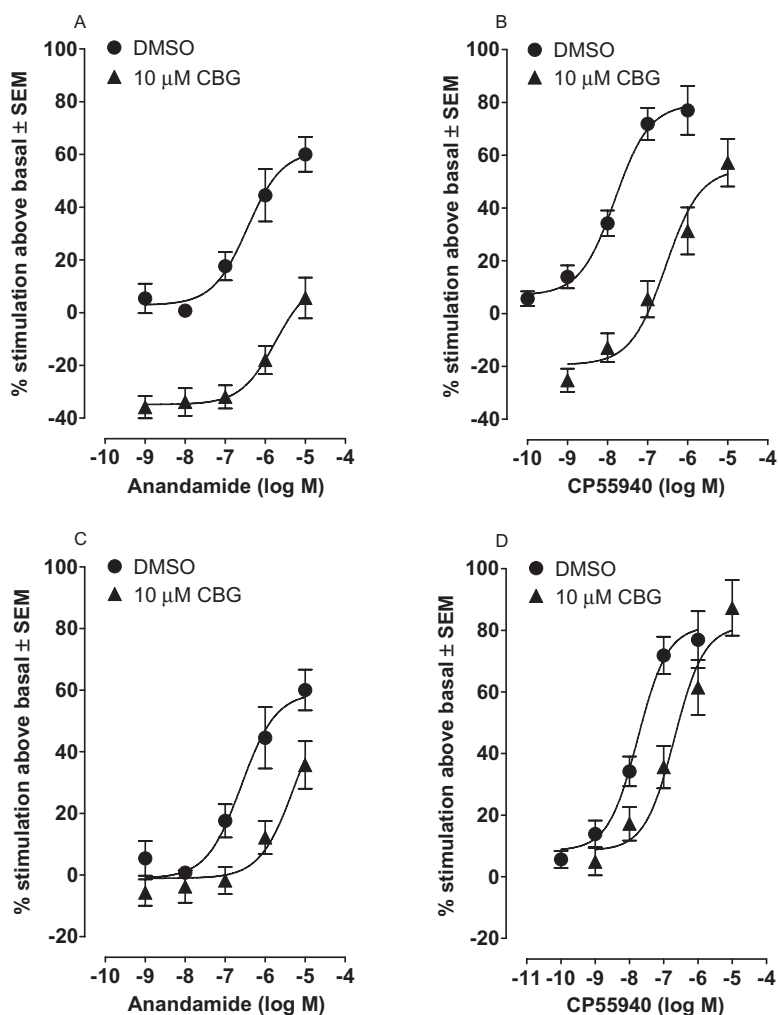 A
DMSO
10 μM CBG
% stimulation above basal ± SEM
100
80
60
40
20
0
-20
-40
-10 -9 -8 -7 -6 -5 -4
Anandamide (log M)
B
DMSO
10 μM CBG
% stimulation above basal ± SEM
100
80
60
40
20
0
-20
-40
-10 -9 -8 -7 -6 -5 -4
CP55940 (log M)
C
DMSO
10 μM CBG
% stimulation above basal ± SEM
100
80
60
40
20
0
-20
-10 -9 -8 -7 -6 -5 -4
Anandamide (log M)
D
DMSO
10 μM CBG
% stimulation above basal ± SEM
100
80
60
40
20
0
-20
-11 -10 -9 -8 -7 -6 -5 -4
CP55940 (log M)